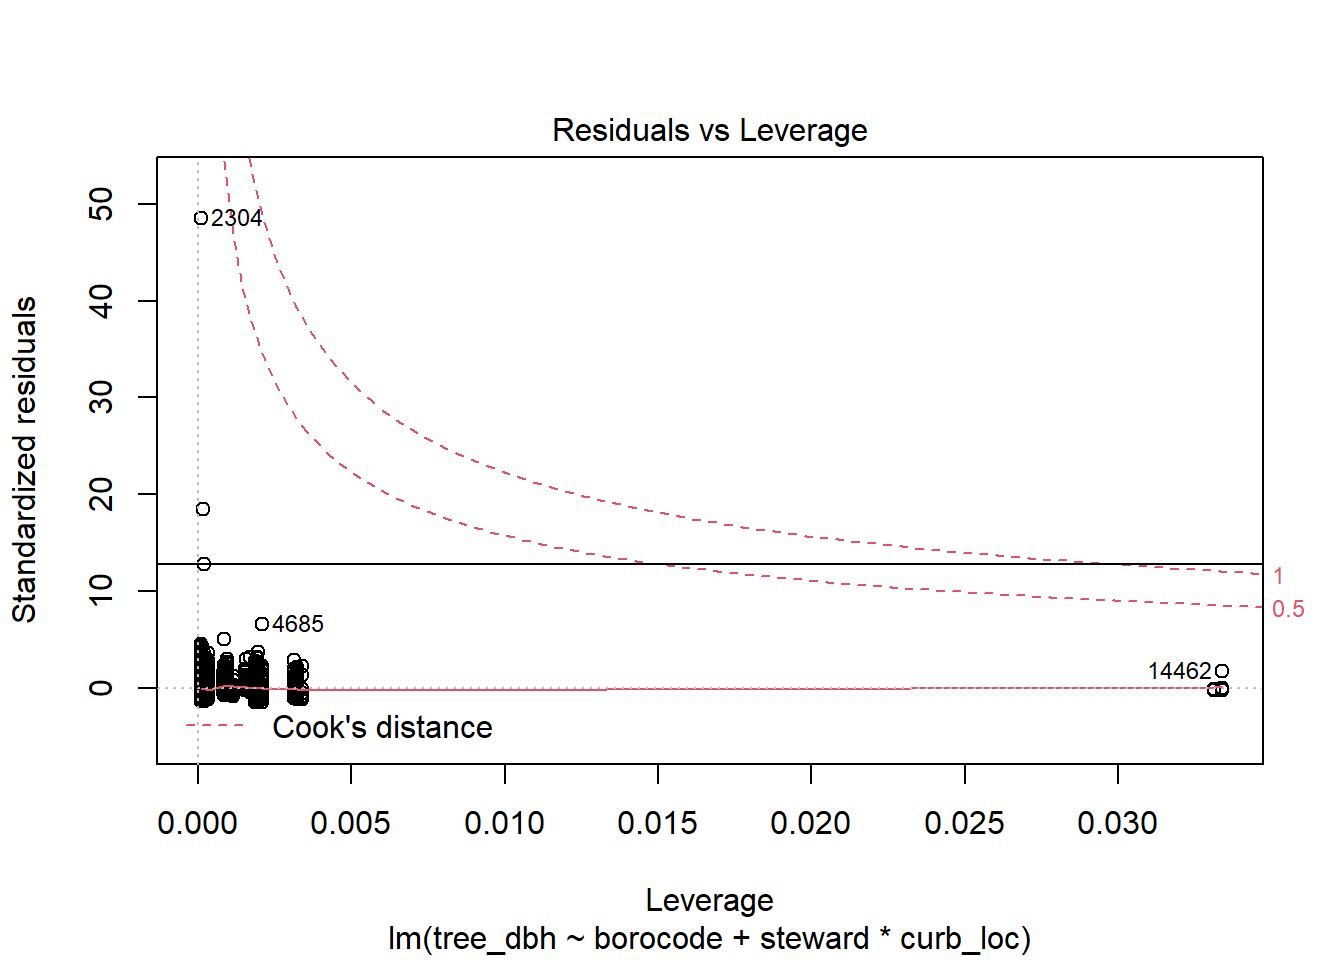 Residuals vs Leverage
Standardized residuals
50
40
30
20
10
0
2304
4685
14462
1
0.5
Cook's distance
0.000 0.005 0.010 0.015 0.020 0.025 0.030
Leverage
lm(tree_dbh ~ borocode + steward * curb_loc)